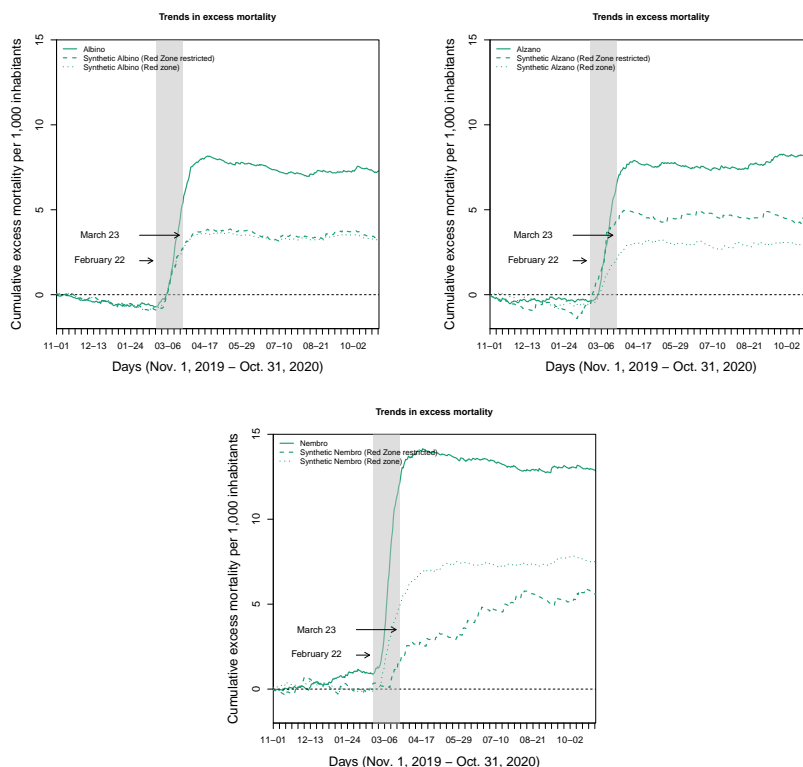 Trends in excess mortality
Cumulative excess mortality per 1,000 inhabitants
15
10
5
0
Albino
Synthetic Albino (Red Zone restricted)
Synthetic Albino (Red zone)
March 23
February 22
11−01 12−13 01−24 03−06 04−17 05−29 07−10 08−21 10−02
Days (Nov. 1, 2019 − Oct. 31, 2020)
Trends in excess mortality
Cumulative excess mortality per 1,000 inhabitants
15
10
5
0
Alzano
Synthetic Alzano (Red Zone restricted)
Synthetic Alzano (Red zone)
March 23
February 22
11−01 12−13 01−24 03−06 04−17 05−29 07−10 08−21 10−02
Days (Nov. 1, 2019 − Oct. 31, 2020)
Trends in excess mortality
Cumulative excess mortality per 1,000 inhabitants
15
10
5
0
Nembro
Synthetic Nembro (Red Zone restricted)
Synthetic Nembro (Red zone)
March 23
February 22
11−01 12−13 01−24 03−06 04−17 05−29 07−10 08−21 10−02
Days (Nov. 1, 2019 − Oct. 31, 2020)